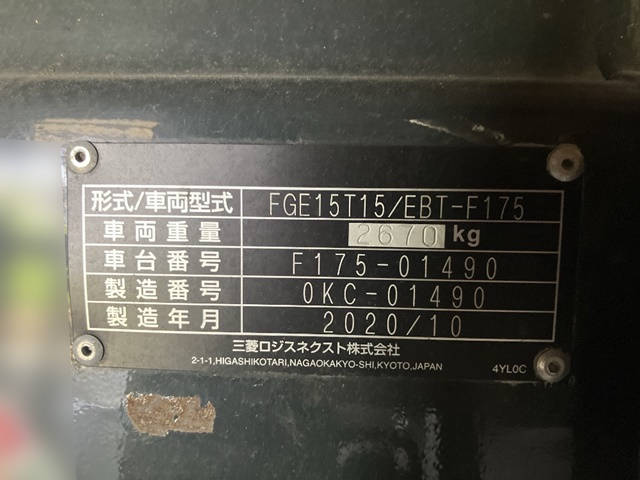 形式/車両型式 FGE15T15/EBT-F175
車両重量 2670 kg
車台番号 F175-01490
製造番号 0KC-01490
製造年月 2020/10
三菱ロジスネクスト株式会社
2-1-1,HIGASHIKOTARI,NAGAOKAKYO-SHI,KYOTO,JAPAN 4YL0C